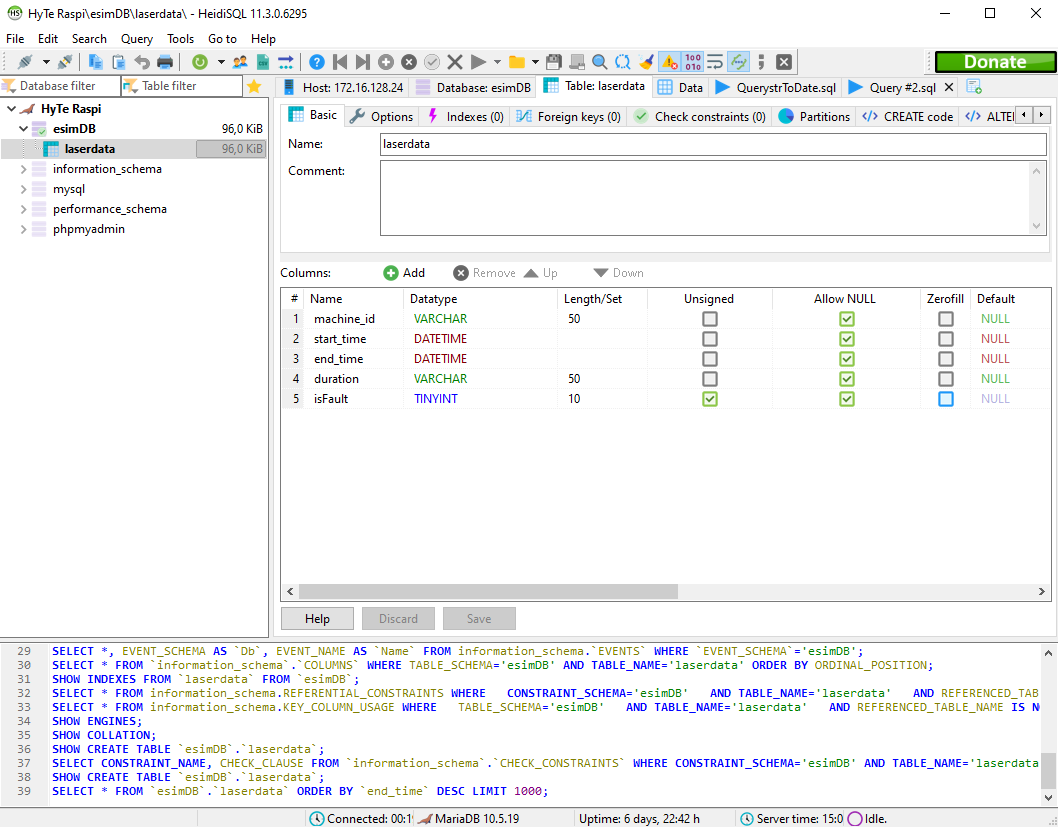 HS HyTe Raspi\esimDB\laserdata\ - HeidiSQL 11.3.0.6295
File Edit Search Query Tools Go to Help
Donate
Database filter Table filter
Host: 172.16.128.24 Database: esimDB Table: laserdata Data QuerystrToDate.sql Query #2.sql
HyTe Raspi
esimDB 96,0 KiB
laserdata 96,0 KiB
information_schema
mysql
performance_schema
phpmyadmin
Basic Options Indexes (0) Foreign keys (0) Check constraints (0) Partitions CREATE code
Name: laserdata
Comment:
Columns: Add Remove Up Down
# Name Datatype Length/Set Unsigned Allow NULL Zerofill Default
1 machine_id VARCHAR 50 NULL
2 start_time DATETIME NULL
3 end_time DATETIME NULL
4 duration VARCHAR 50 NULL
5 isFault TINYINT 10 NULL
Help Discard Save
29 SELECT *, EVENT_SCHEMA AS `Db`, EVENT_NAME AS `Name` FROM information_schema.`EVENTS` WHERE `EVENT_SCHEMA`='esimDB';
30 SELECT * FROM `information_schema`.`COLUMNS` WHERE TABLE_SCHEMA='esimDB' AND TABLE_NAME='laserdata' ORDER BY ORDINAL_POSITION;
31 SHOW INDEXES FROM `laserdata` FROM `esimDB`;
32 SELECT * FROM information_schema.REFERENTIAL_CONSTRAINTS WHERE   CONSTRAINT_SCHEMA='esimDB'   AND TABLE_NAME='laserdata'   AND REFERENCED_TAB
33 SELECT * FROM information_schema.KEY_COLUMN_USAGE WHERE   TABLE_SCHEMA='esimDB'   AND TABLE_NAME='laserdata'   AND REFERENCED_TABLE_NAME IS N
34 SHOW ENGINES;
35 SHOW COLLATION;
36 SHOW CREATE TABLE `esimDB`.`laserdata`;
37 SELECT CONSTRAINT_NAME, CHECK_CLAUSE FROM `information_schema`.`CHECK_CONSTRAINTS` WHERE CONSTRAINT_SCHEMA='esimDB' AND TABLE_NAME='laserdata
38 SHOW CREATE TABLE `esimDB`.`laserdata`;
39 SELECT * FROM `esimDB`.`laserdata` ORDER BY `end_time` DESC LIMIT 1000;
Connected: 00:1 MariaDB 10.5.19 Uptime: 6 days, 22:42 h Server time: 15:0 Idle.